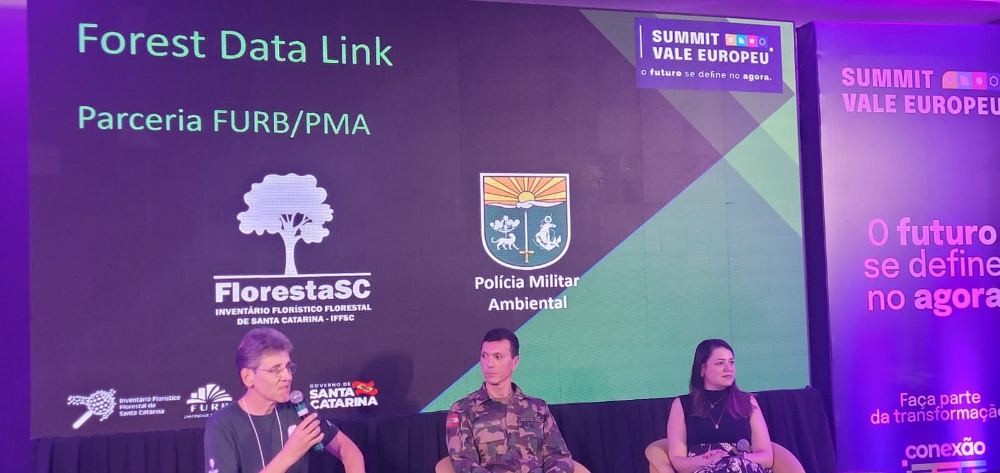 Forest Data Link
Parceria FURB/PMA
SUMMIT
VALE EUROPEU
o futuro se define no agora.
FlorestaSC
INVENTÁRIO FLORÍSTICO FLORESTAL
DE SANTA CATARINA - IFFSC
Polícia Militar
Ambiental
Inventário Florístico
Florestal de
Santa Catarina
FURB
GOVERNO DE
SANTA
CATARINA
SUMMIT
VALE EUROPEU
O futuro
se define
no agora
Faça parte
da transformação
conexão